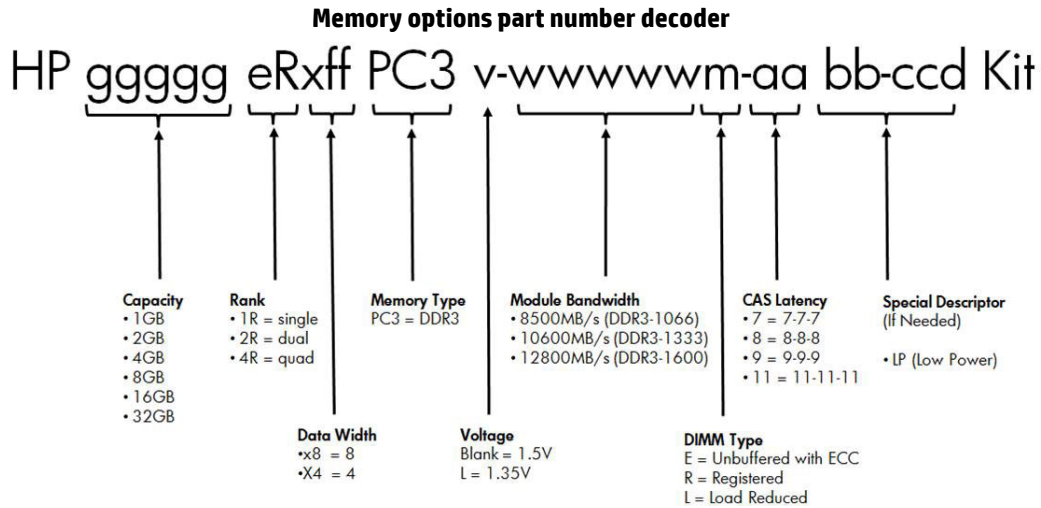 Memory options part number decoder
HP ggggg eRxff PC3 v-wwwwwm-aa bb-ccd Kit
Capacity
• 1GB
• 2GB
• 4GB
• 8GB
• 16GB
• 32GB
Rank
• 1R = single
• 2R = dual
• 4R = quad
Memory Type
PC3 = DDR3
Module Bandwidth
• 8500MB/s (DDR3-1066)
• 10600MB/s (DDR3-1333)
• 12800MB/s (DDR3-1600)
CAS Latency
• 7 = 7-7-7
• 8 = 8-8-8
• 9 = 9-9-9
• 11 = 11-11-11
Special Descriptor
(If Needed)
• LP (Low Power)
Data Width
•x8 = 8
•X4 = 4
Voltage
Blank = 1.5V
L = 1.35V
DIMM Type
E = Unbuffered with ECC
R = Registered
L = Load Reduced